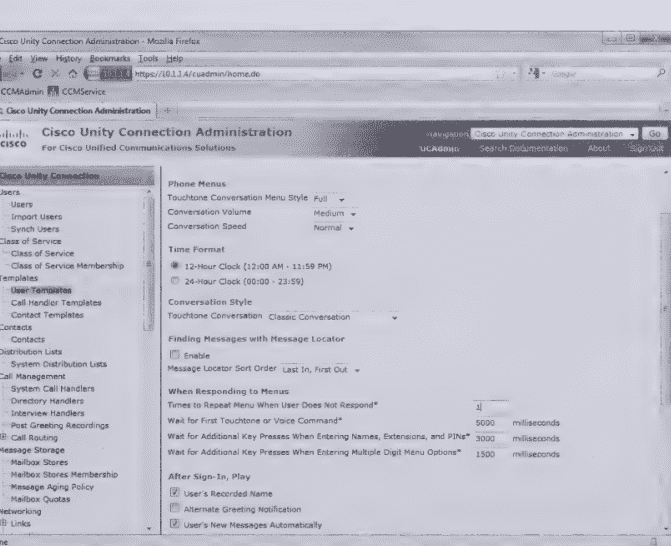 Cisco Unity Connection Administration - Mozilla Firefox
Edit View History Bookmarks Tools Help
https://10.1.1.4/cuadmin/home.do
Google
CCMAdmin CCMService
Cisco Unity Connection Administration
CISCO
Cisco Unity Connection Administration
For Cisco Unified Communications Solutions
Navigation Cisco Unity Connection Administration Go
UCAdmin Search Documentation About Sign Out
Cisco Unity Connection
Users
Users
Import Users
Synch Users
Class of Service
Class of Service
Class of Service Membership
Templates
User Templates
Call Handler Templates
Contact Templates
Contacts
Contacts
Distribution Lists
System Distribution Lists
Call Management
System Call Handlers
Directory Handlers
Interview Handlers
Post Greeting Recordings
Call Routing
Message Storage
Mailbox Stores
Mailbox Stores Membership
Message Aging Policy
Mailbox Quotas
Networking
Links
Phone Menus
Touchtone Conversation Menu Style Full
Conversation Volume Medium
Conversation Speed Normal
Time Format
12-Hour Clock (12:00 AM - 11:59 PM)
24-Hour Clock (00:00 - 23:59)
Conversation Style
Touchtone Conversation Classic Conversation
Finding Messages with Message Locator
Enable
Message Locator Sort Order Last In, First Out
When Responding to Menus
Times to Repeat Menu When User Does Not Respond* 1
Wait for First Touchtone or Voice Command* 5000 milliseconds
Wait for Additional Key Presses When Entering Names, Extensions, and PINs* 3000 milliseconds
Wait for Additional Key Presses When Entering Multiple Digit Menu Options* 1500 milliseconds
After Sign-In, Play
User's Recorded Name
Alternate Greeting Notification
User's New Messages Automatically